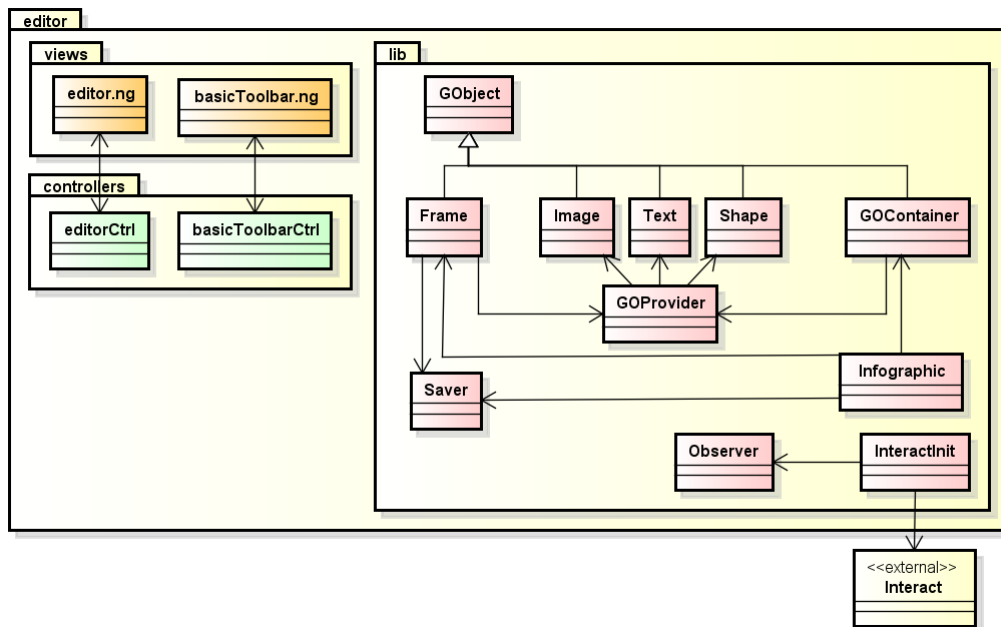 editor
views
editor.ng
basicToolbar.ng
controllers
editorCtrl
basicToolbarCtrl
lib
GObject
Frame
Image
Text
Shape
GOContainer
GOProvider
Saver
Infographic
Observer
InteractInit
<<external>>
Interact